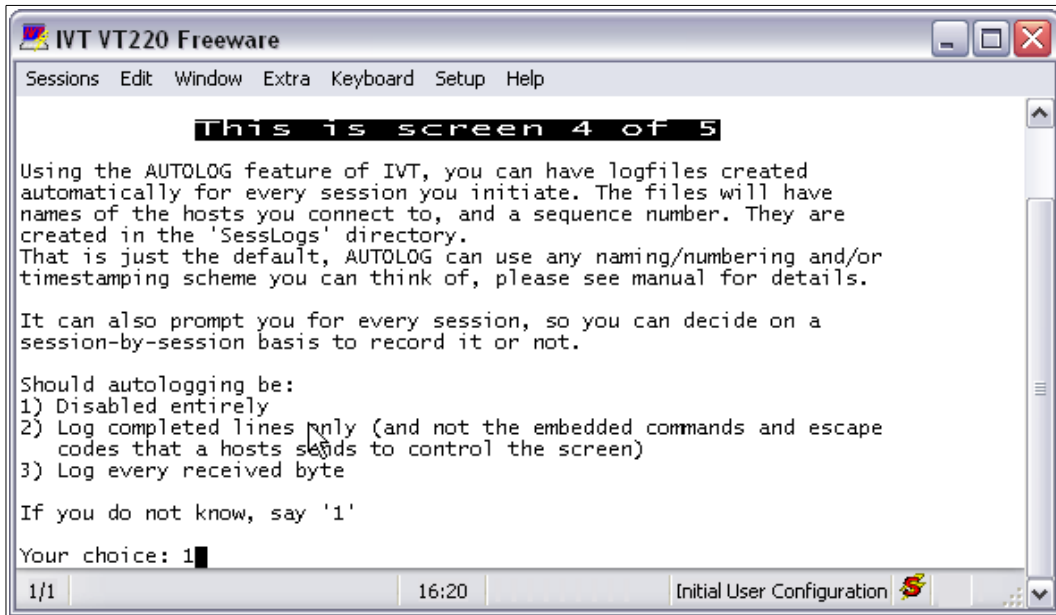 IVT VT220 Freeware
Sessions Edit Window Extra Keyboard Setup Help
This is screen 4 of 5
Using the AUTOLOG feature of IVT, you can have logfiles created
automatically for every session you initiate. The files will have
names of the hosts you connect to, and a sequence number. They are
created in the 'SessLogs' directory.
That is just the default, AUTOLOG can use any naming/numbering and/or
timestamping scheme you can think of, please see manual for details.
It can also prompt you for every session, so you can decide on a
session-by-session basis to record it or not.
Should autologging be:
1) Disabled entirely
2) Log completed lines only (and not the embedded commands and escape
codes that a hosts sends to control the screen)
3) Log every received byte
If you do not know, say '1'
Your choice: 1
1/1 16:20 Initial User Configuration